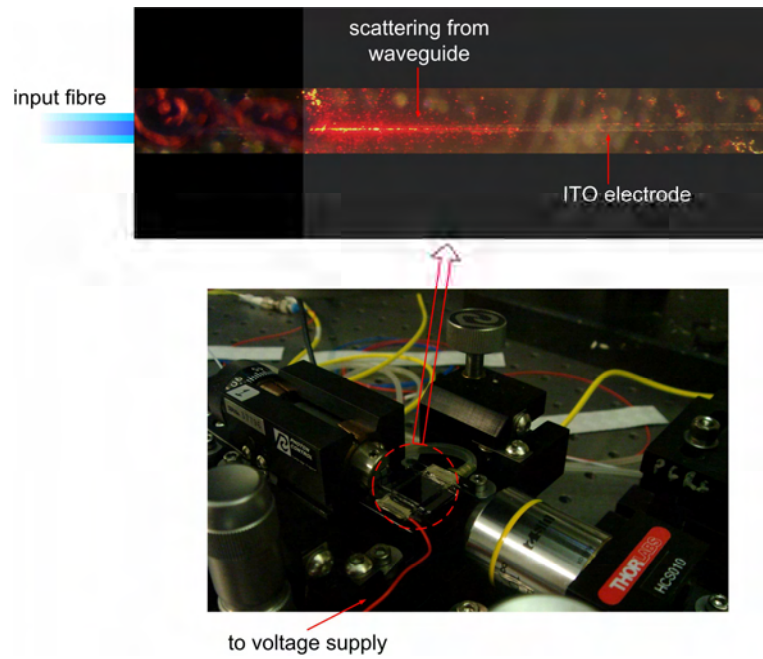 scattering from
waveguide
input fibre
ITO electrode
THORLABS
HCS010
to voltage supply